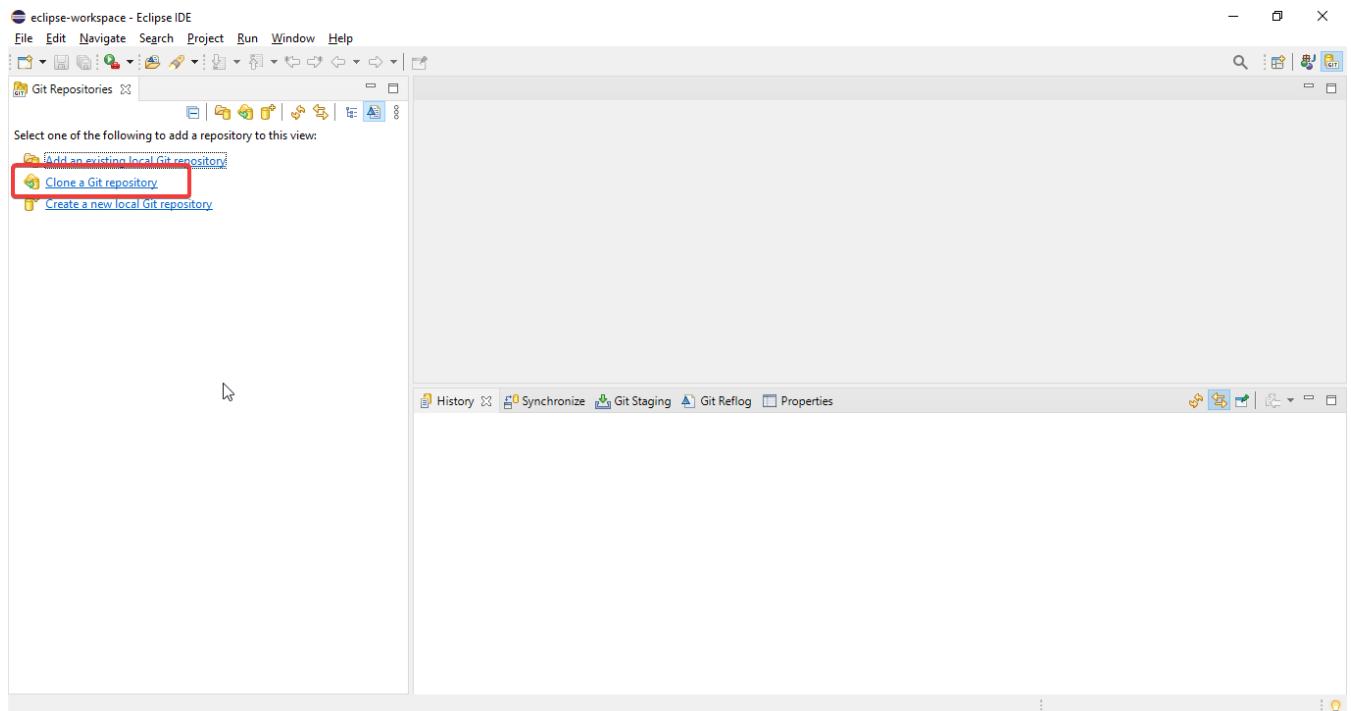 eclipse-workspace - Eclipse IDE
File Edit Navigate Search Project Run Window Help
Git Repositories
Select one of the following to add a repository to this view:
Add an existing local Git repository
Clone a Git repository
Create a new local Git repository
History Synchronize Git Staging Git Reflog Properties